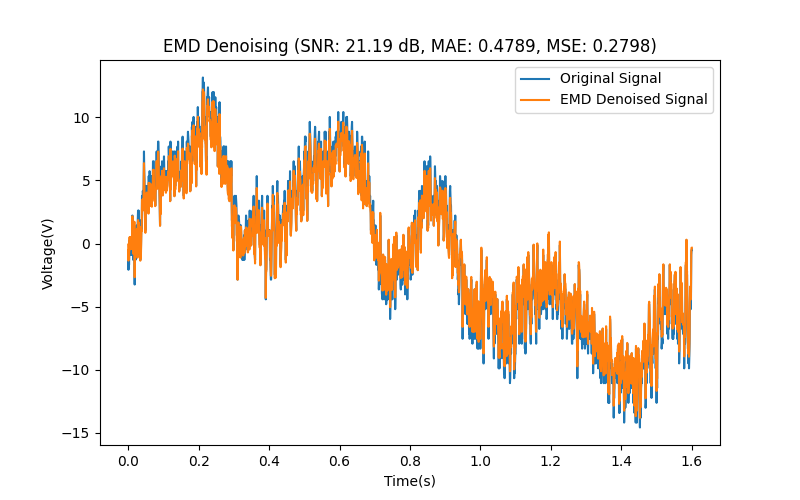 EMD Denoising (SNR: 21.19 dB, MAE: 0.4789, MSE: 0.2798)
Original Signal
EMD Denoised Signal
Voltage(V)
10
5
0
−5
−10
−15
0.0 0.2 0.4 0.6 0.8 1.0 1.2 1.4 1.6
Time(s)